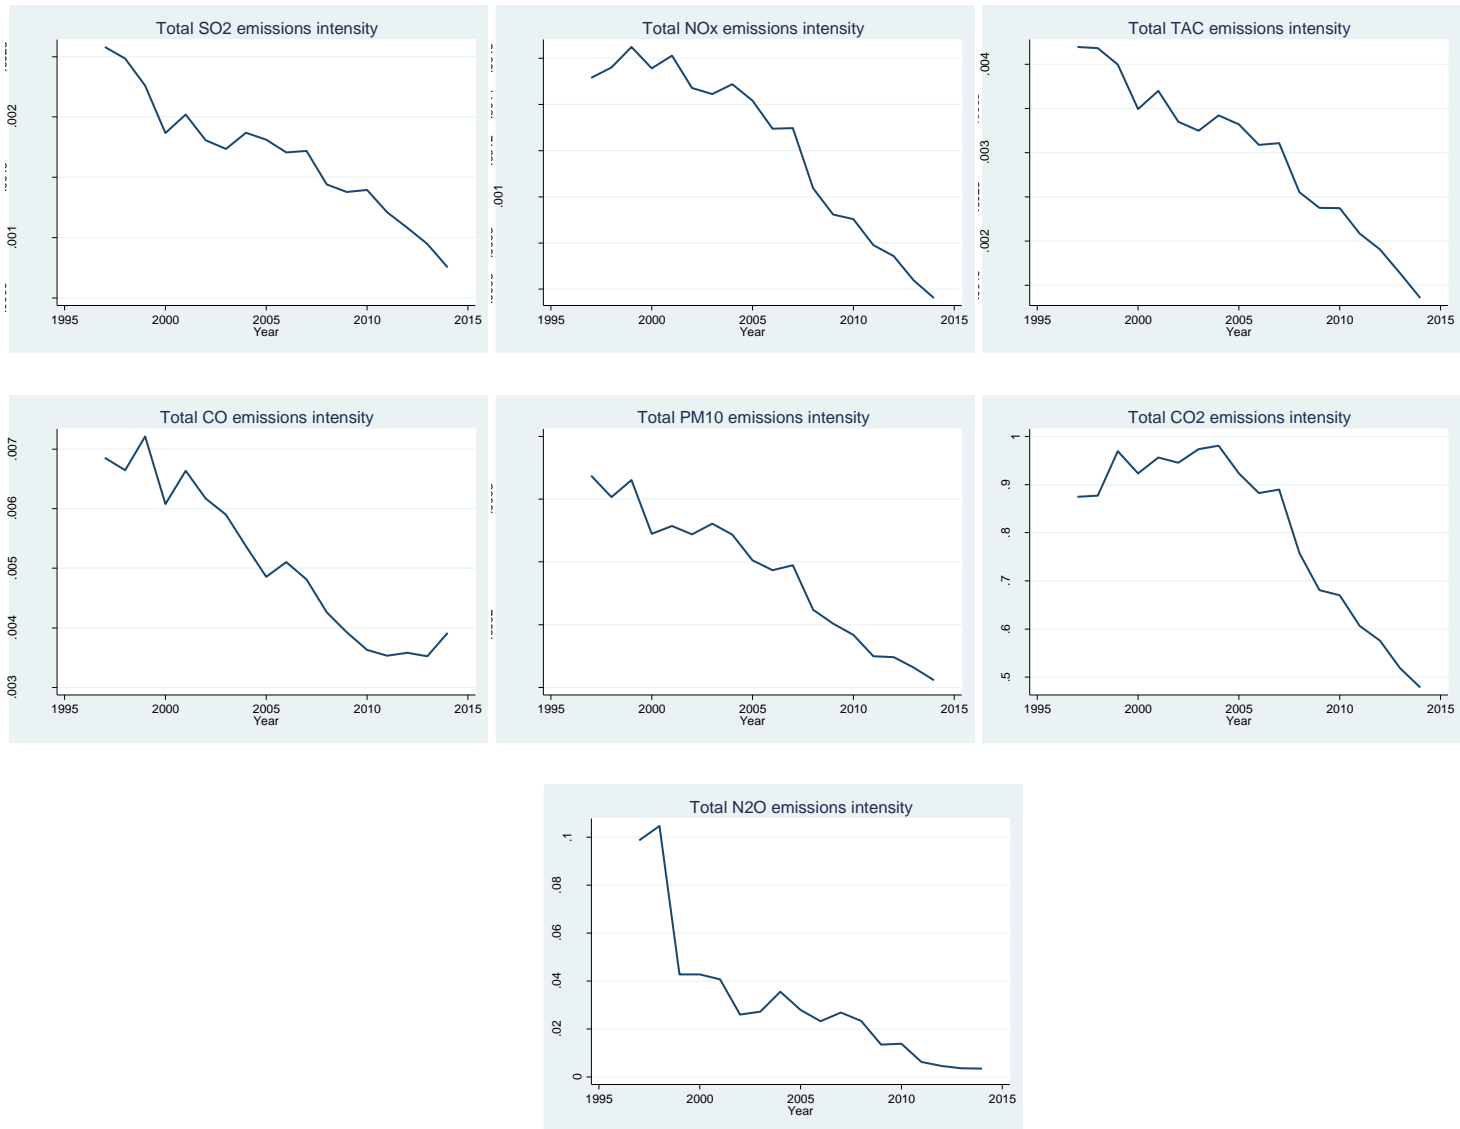 Total SO2 emissions intensity
.002
.001
1995 2000 2005 2010 2015
Year
Total NOx emissions intensity
.001
1995 2000 2005 2010 2015
Year
Total TAC emissions intensity
.004
.003
.002
1995 2000 2005 2010 2015
Year
Total CO emissions intensity
.007
.006
.005
.004
.003
1995 2000 2005 2010 2015
Year
Total PM10 emissions intensity
1995 2000 2005 2010 2015
Year
Total CO2 emissions intensity
1
.9
.8
.7
.6
.5
1995 2000 2005 2010 2015
Year
Total N2O emissions intensity
.1
.08
.06
.04
.02
0
1995 2000 2005 2010 2015
Year